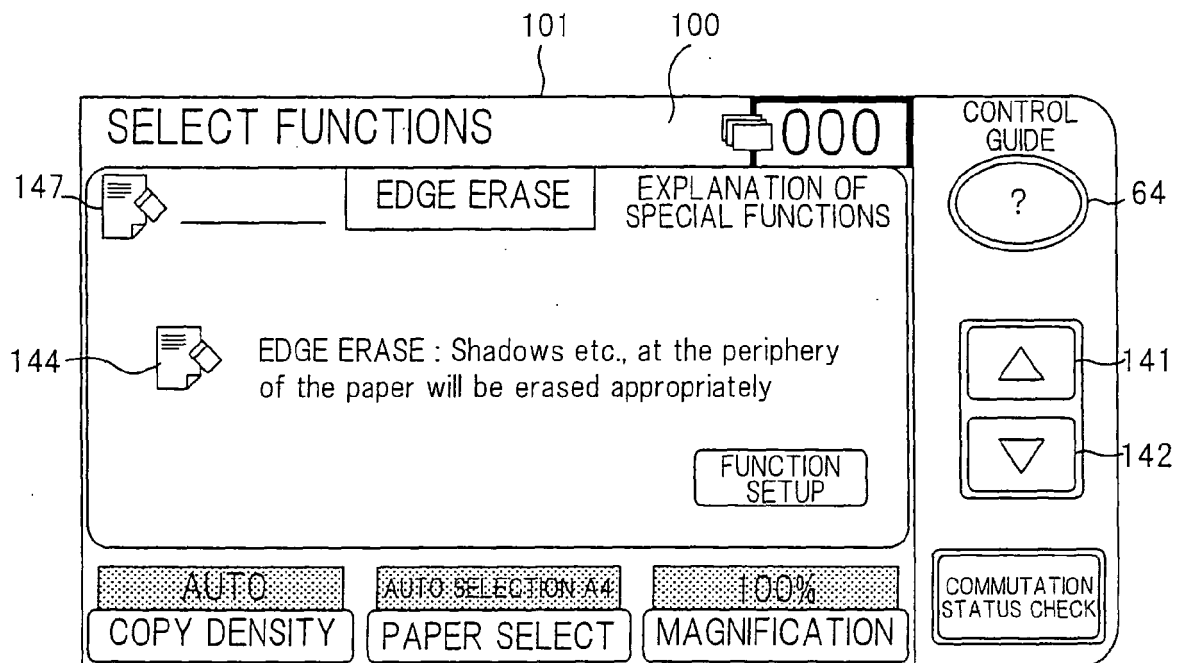 101 100
SELECT FUNCTIONS
000
CONTROL
GUIDE
147
EDGE ERASE
EXPLANATION OF
SPECIAL FUNCTIONS
?
64
144
EDGE ERASE : Shadows etc., at the periphery
of the paper will be erased appropriately
141
142
FUNCTION
SETUP
AUTO
COPY DENSITY
AUTO SELECTION A4
PAPER SELECT
100%
MAGNIFICATION
COMMUTATION
STATUS CHECK